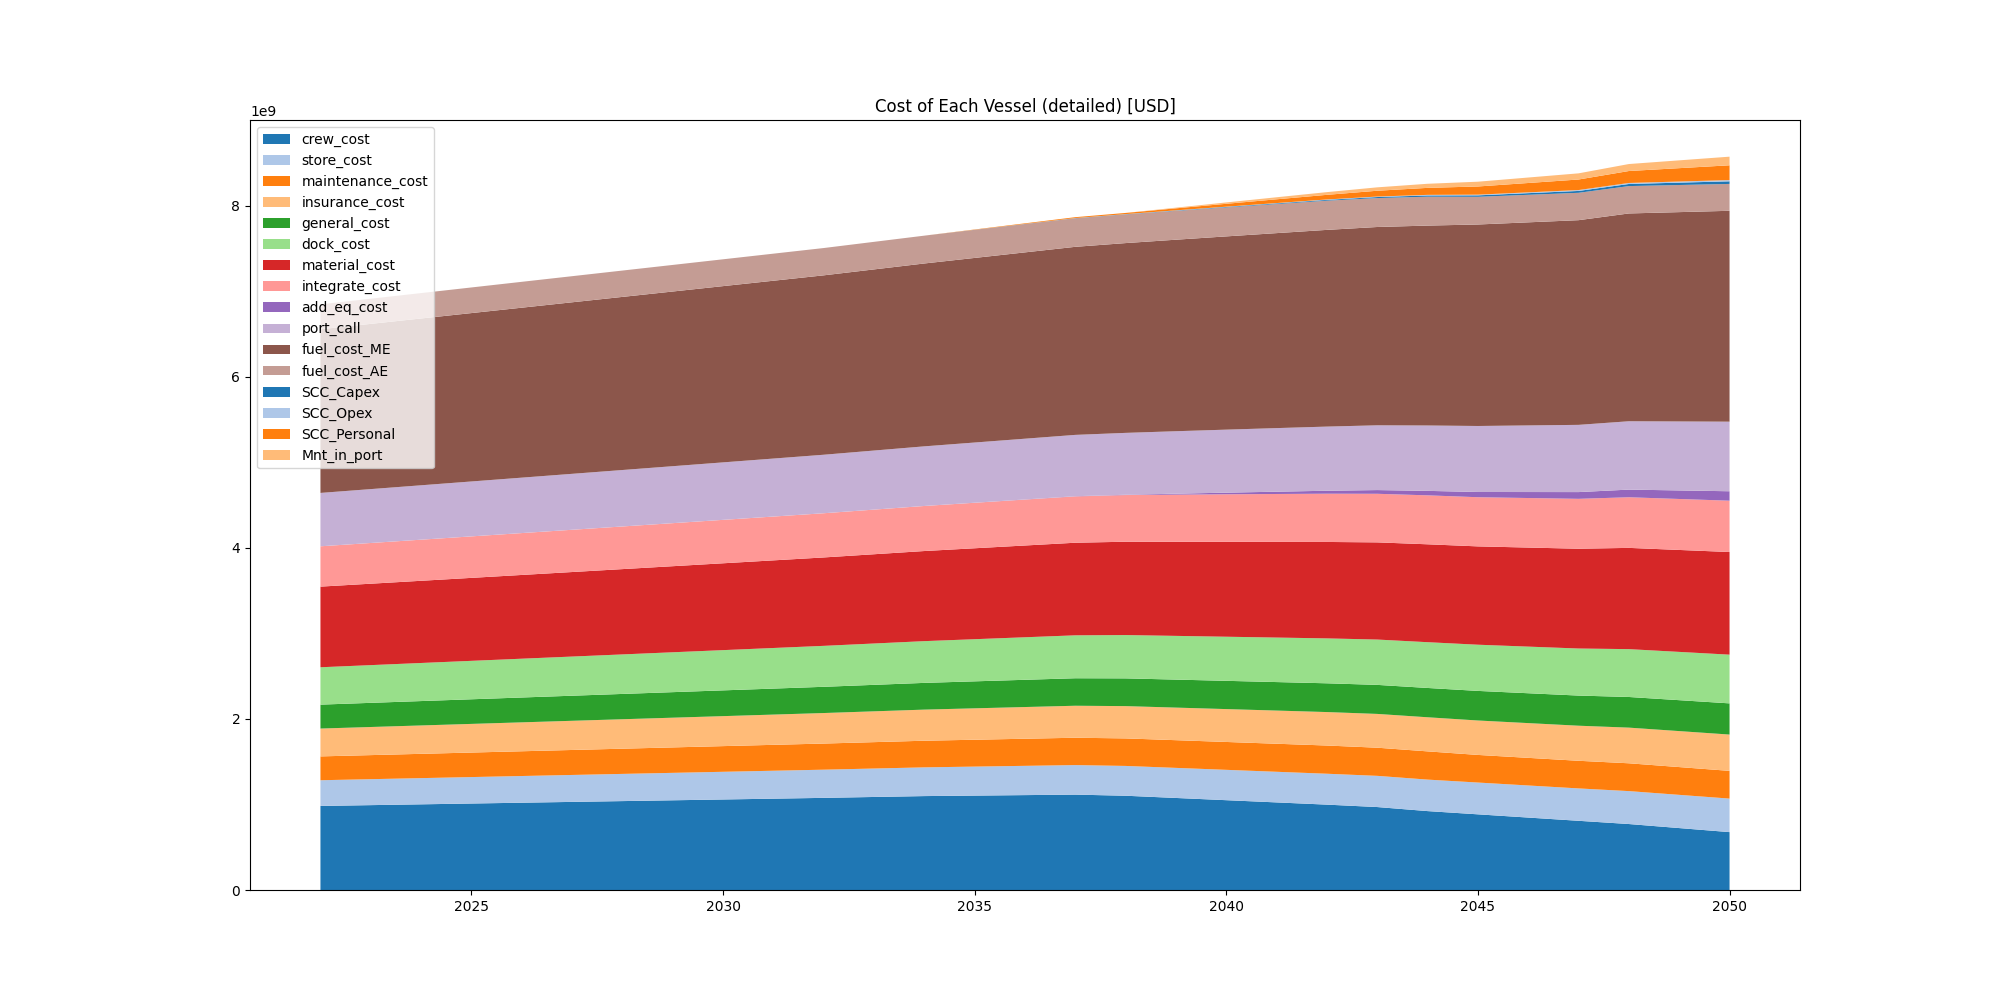 Cost of Each Vessel (detailed) [USD]
1e9
crew_cost
store_cost
maintenance_cost
insurance_cost
general_cost
dock_cost
material_cost
integrate_cost
add_eq_cost
port_call
fuel_cost_ME
fuel_cost_AE
SCC_Capex
SCC_Opex
SCC_Personal
Mnt_in_port
8
6
4
2
0
2025 2030 2035 2040 2045 2050